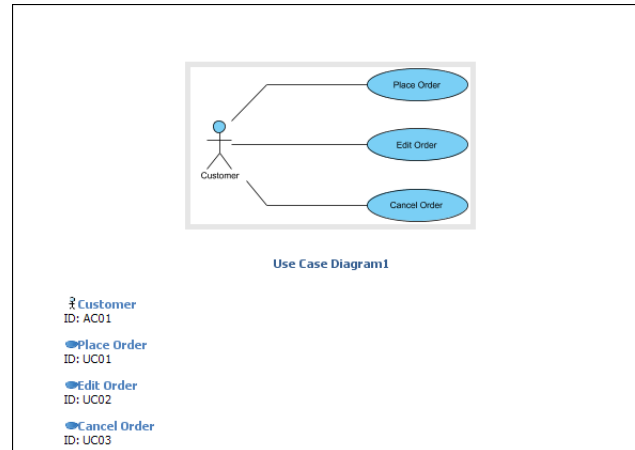 Place Order
Edit Order
Customer
Cancel Order
Use Case Diagram1
Customer
ID: AC01
Place Order
ID: UC01
Edit Order
ID: UC02
Cancel Order
ID: UC03